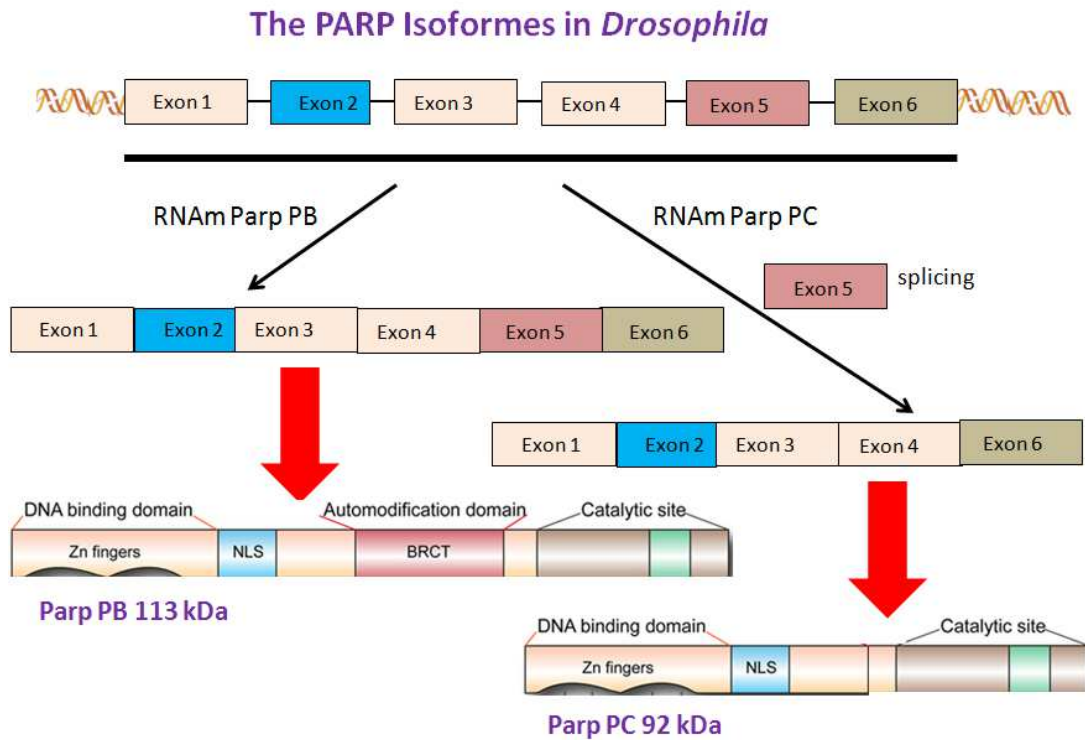 The PARP Isoformes in Drosophila
Exon 1
Exon 2
Exon 3
Exon 4
Exon 5
Exon 6
RNAm Parp PB
RNAm Parp PC
Exon 5
splicing
Exon 1
Exon 2
Exon 3
Exon 4
Exon 5
Exon 6
Exon 1
Exon 2
Exon 3
Exon 4
Exon 6
DNA binding domain
Automodification domain
Catalytic site
Zn fingers
NLS
BRCT
Parp PB 113 kDa
DNA binding domain
Catalytic site
Zn fingers
NLS
Parp PC 92 kDa